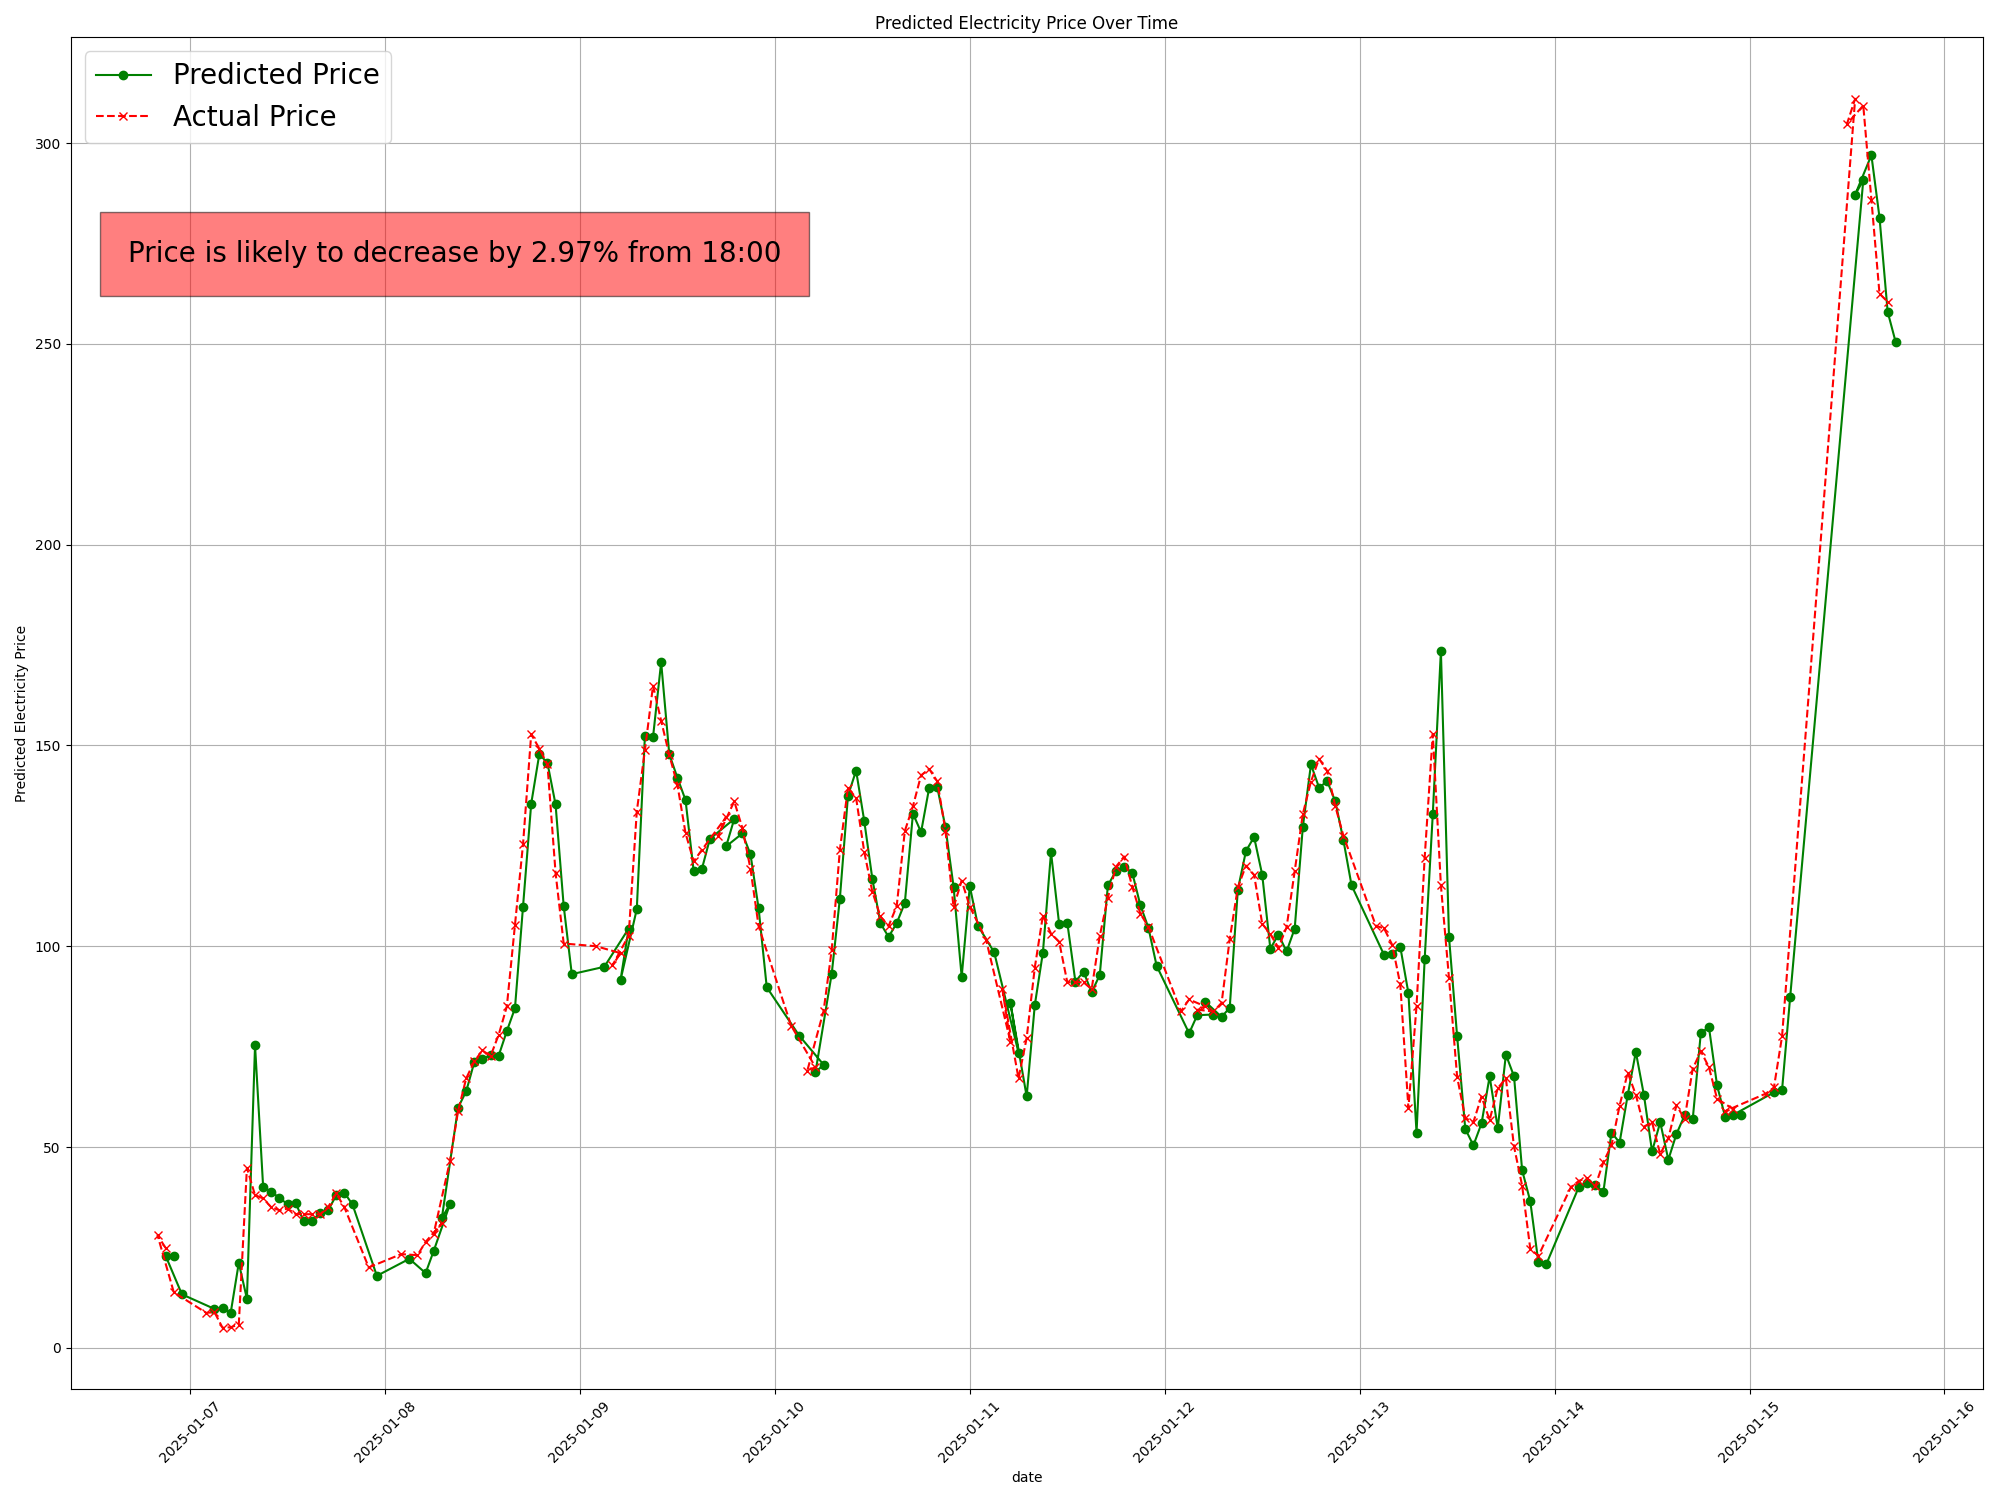 Predicted Electricity Price Over Time
Predicted Price
Actual Price
Price is likely to decrease by 2.97% from 18:00
Predicted Electricity Price
300
250
200
150
100
50
0
2025-01-07
2025-01-08
2025-01-09
2025-01-10
2025-01-11
2025-01-12
2025-01-13
2025-01-14
2025-01-15
2025-01-16
date